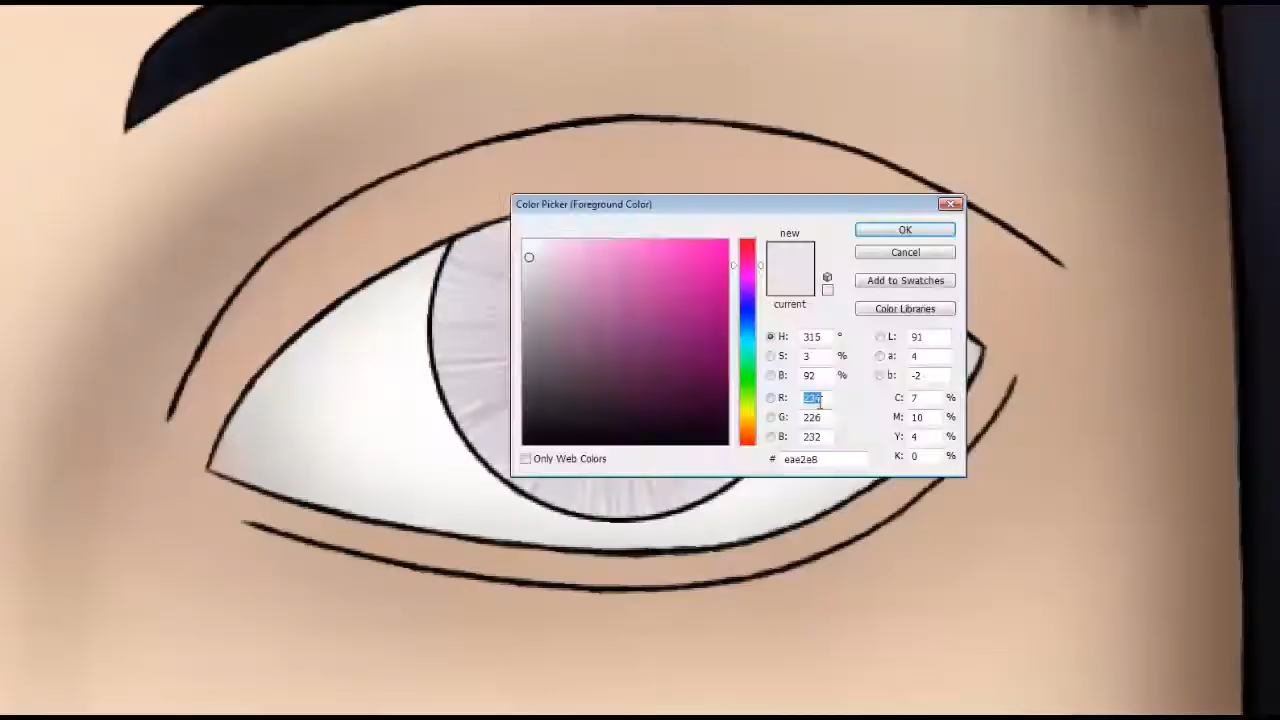 Color Picker (Foreground Color)
new
OK
Cancel
Add to Swatches
current
Color Libraries
H: 315 °
L: 91
S: 3 %
a: 4
B: 92 %
b: -2
R: 234
C: 7 %
G: 226
M: 10 %
B: 232
Y: 4 %
# eae2e8
K: 0 %
Only Web Colors